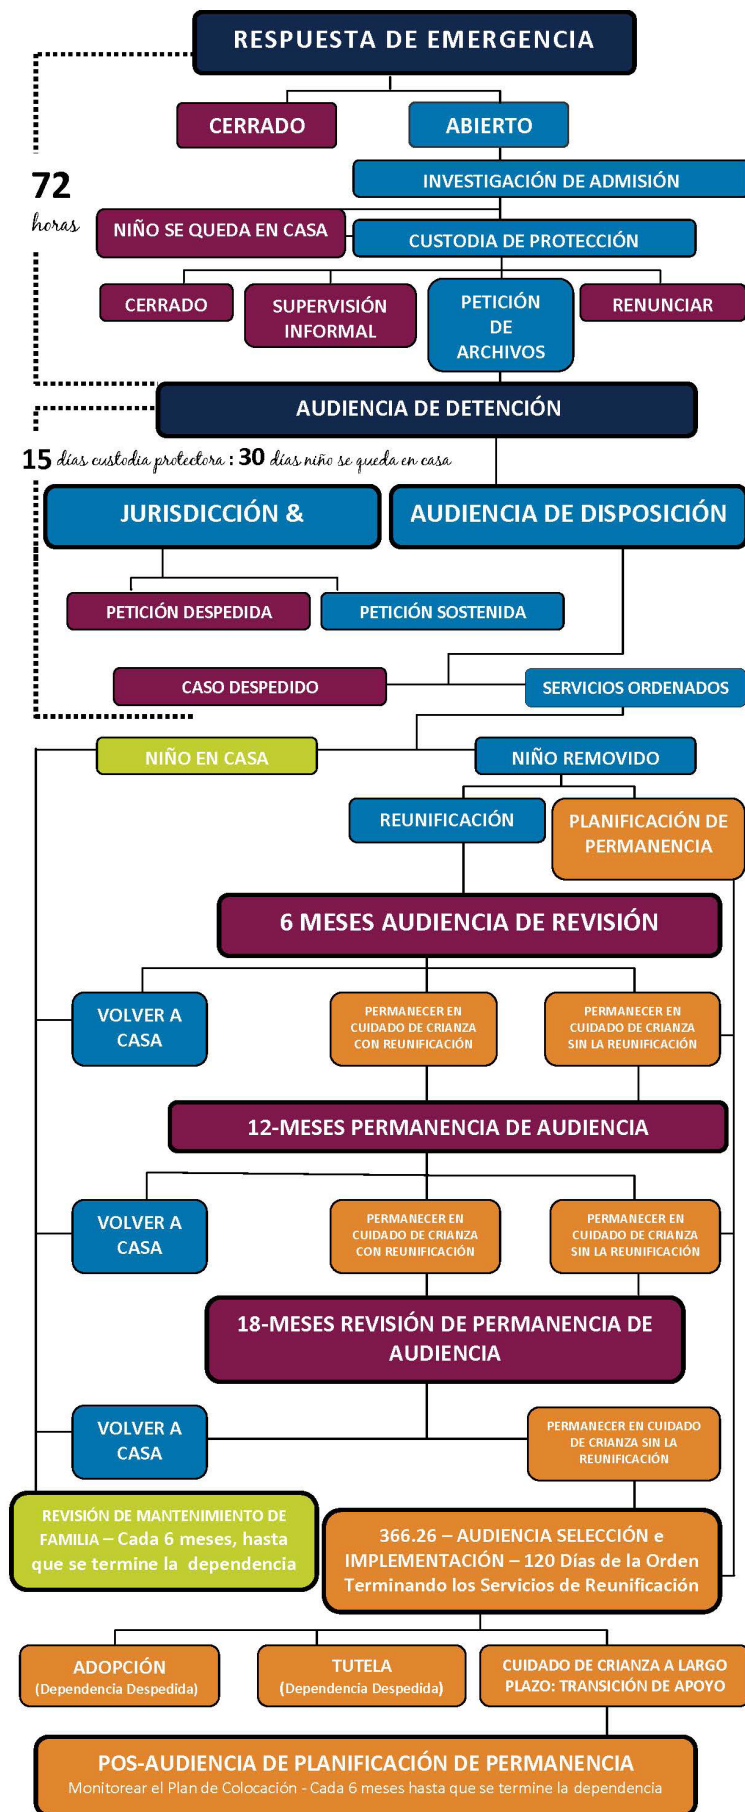 RESPUESTA DE EMERGENCIA
CERRADO
ABIERTO
72
horas
INVESTIGACIÓN DE ADMISIÓN
NIÑO SE QUEDA EN CASA
CUSTODIA DE PROTECCIÓN
CERRADO
SUPERVISIÓN
INFORMAL
PETICIÓN
DE
ARCHIVOS
RENUNCIAR
AUDIENCIA DE DETENCIÓN
15 días custodia protectora : 30 días niño se queda en casa
JURISDICCIÓN &
AUDIENCIA DE DISPOSICIÓN
PETICIÓN DESPEDIDA
PETICIÓN SOSTENIDA
CASO DESPEDIDO
SERVICIOS ORDENADOS
NIÑO EN CASA
NIÑO REMOVIDO
REUNIFICACIÓN
PLANIFICACIÓN DE
PERMANENCIA
6 MESES AUDIENCIA DE REVISIÓN
VOLVER A
CASA
PERMANECER EN
CUIDADO DE CRIANZA
CON REUNIFICACIÓN
PERMANECER EN
CUIDADO DE CRIANZA
SIN LA REUNIFICACIÓN
12-MESES PERMANENCIA DE AUDIENCIA
VOLVER A
CASA
PERMANECER EN
CUIDADO DE CRIANZA
CON REUNIFICACIÓN
PERMANECER EN
CUIDADO DE CRIANZA
SIN LA REUNIFICACIÓN
18-MESES REVISIÓN DE PERMANENCIA DE
AUDIENCIA
VOLVER A
CASA
PERMANECER EN CUIDADO
DE CRIANZA SIN LA
REUNIFICACIÓN
REVISIÓN DE MANTENIMIENTO DE
FAMILIA – Cada 6 meses, hasta
que se termine la dependencia
366.26 – AUDIENCIA SELECCIÓN e
IMPLEMENTACIÓN – 120 Días de la Orden
Terminando los Servicios de Reunificación
ADOPCIÓN
(Dependencia Despedida)
TUTELA
(Dependencia Despedida)
CUIDADO DE CRIANZA A LARGO
PLAZO: TRANSICIÓN DE APOYO
POS-AUDIENCIA DE PLANIFICACIÓN DE PERMANENCIA
Monitorear el Plan de Colocación - Cada 6 meses hasta que se termine la dependencia